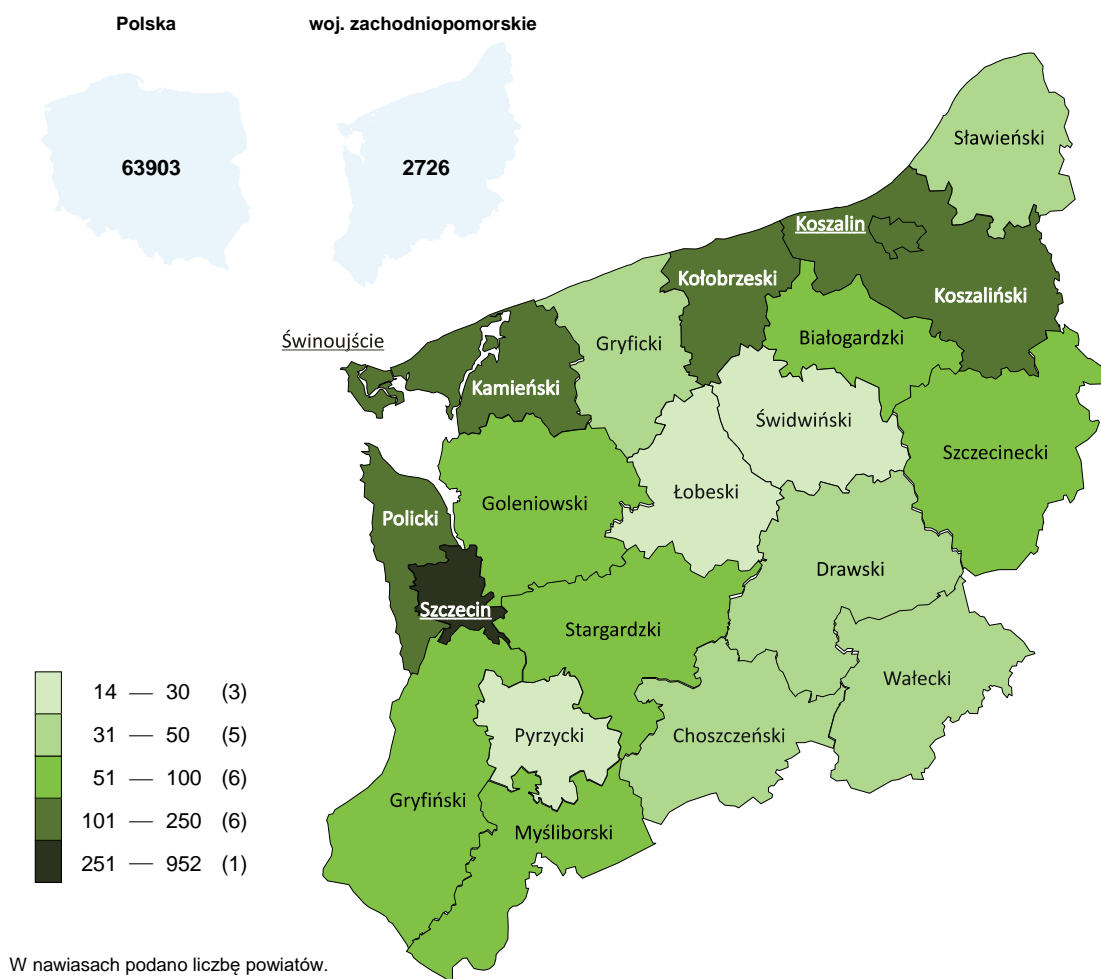 Polska
woj. zachodniopomorskie
63903
2726
Sławieński
Koszalin
Kołobrzeski
Koszaliński
Świnoujście
Gryficki
Białogardzki
Kamieński
Świdwiński
Szczecinecki
Łobeski
Goleniowski
Policki
Drawski
Szczecin
Stargardzki
Wałecki
Pyrzycki
Choszczeński
Gryfiński
Myśliborski
14 — 30 (3)
31 — 50 (5)
51 — 100 (6)
101 — 250 (6)
251 — 952 (1)
W nawiasach podano liczbę powiatów.